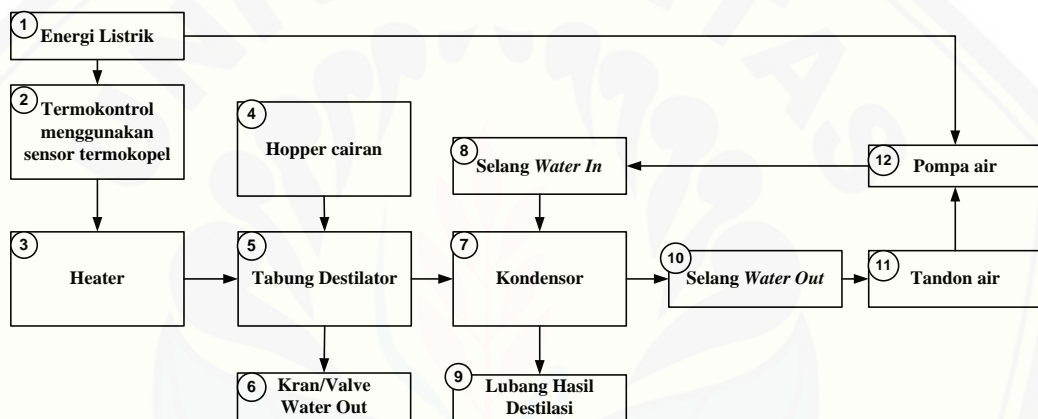 1
Energi Listrik
2
Termokontrol
menggunakan
sensor termokopel
3
Heater
4
Hopper cairan
5
Tabung Destilator
6
Kran/Valve
Water Out
7
Kondensor
8
Selang Water In
9
Lubang Hasil
Destilasi
10
Selang Water Out
11
Tandon air
12
Pompa air